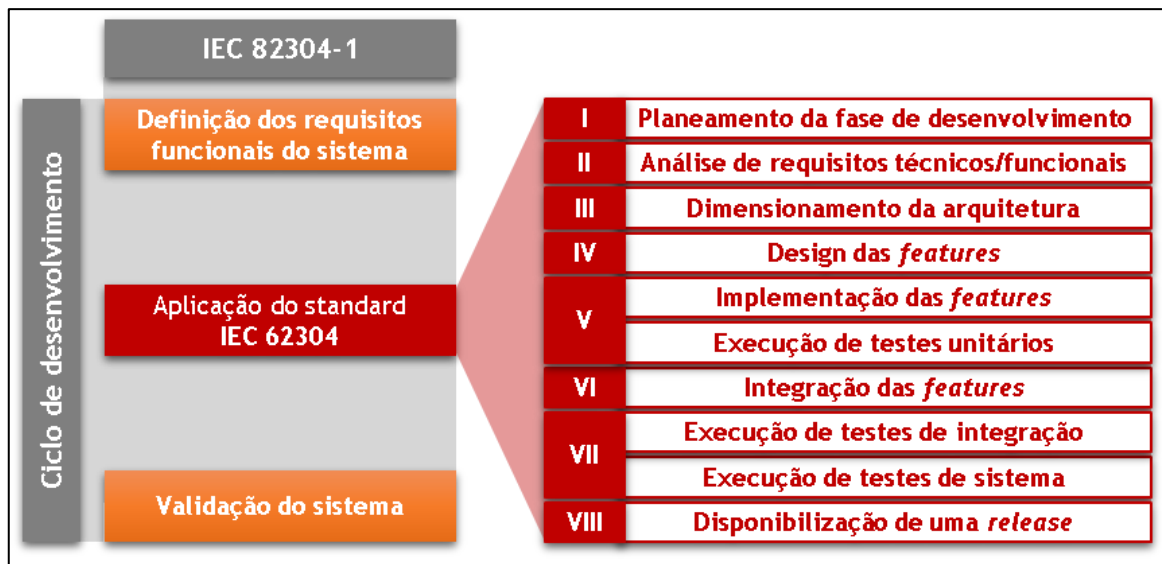 IEC 82304-1
Ciclo de desenvolvimento
Definição dos requisitos
funcionais do sistema
Aplicação do standard
IEC 62304
Validação do sistema
I Planeamento da fase de desenvolvimento
II Análise de requisitos técnicos/funcionais
III Dimensionamento da arquitetura
IV Design das features
V Implementação das features
Execução de testes unitários
VI Integração das features
VII Execução de testes de integração
Execução de testes de sistema
VIII Disponibilização de uma release